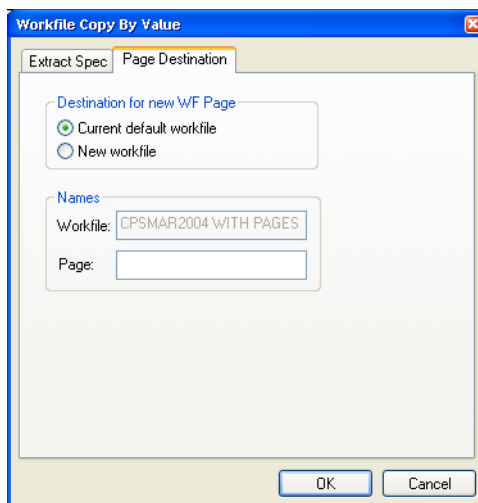 Workfile Copy By Value
Extract Spec Page Destination
Destination for new WF Page
Current default workfile
New workfile
Names
Workfile: CPSMAR2004 WITH PAGES
Page:
OK Cancel